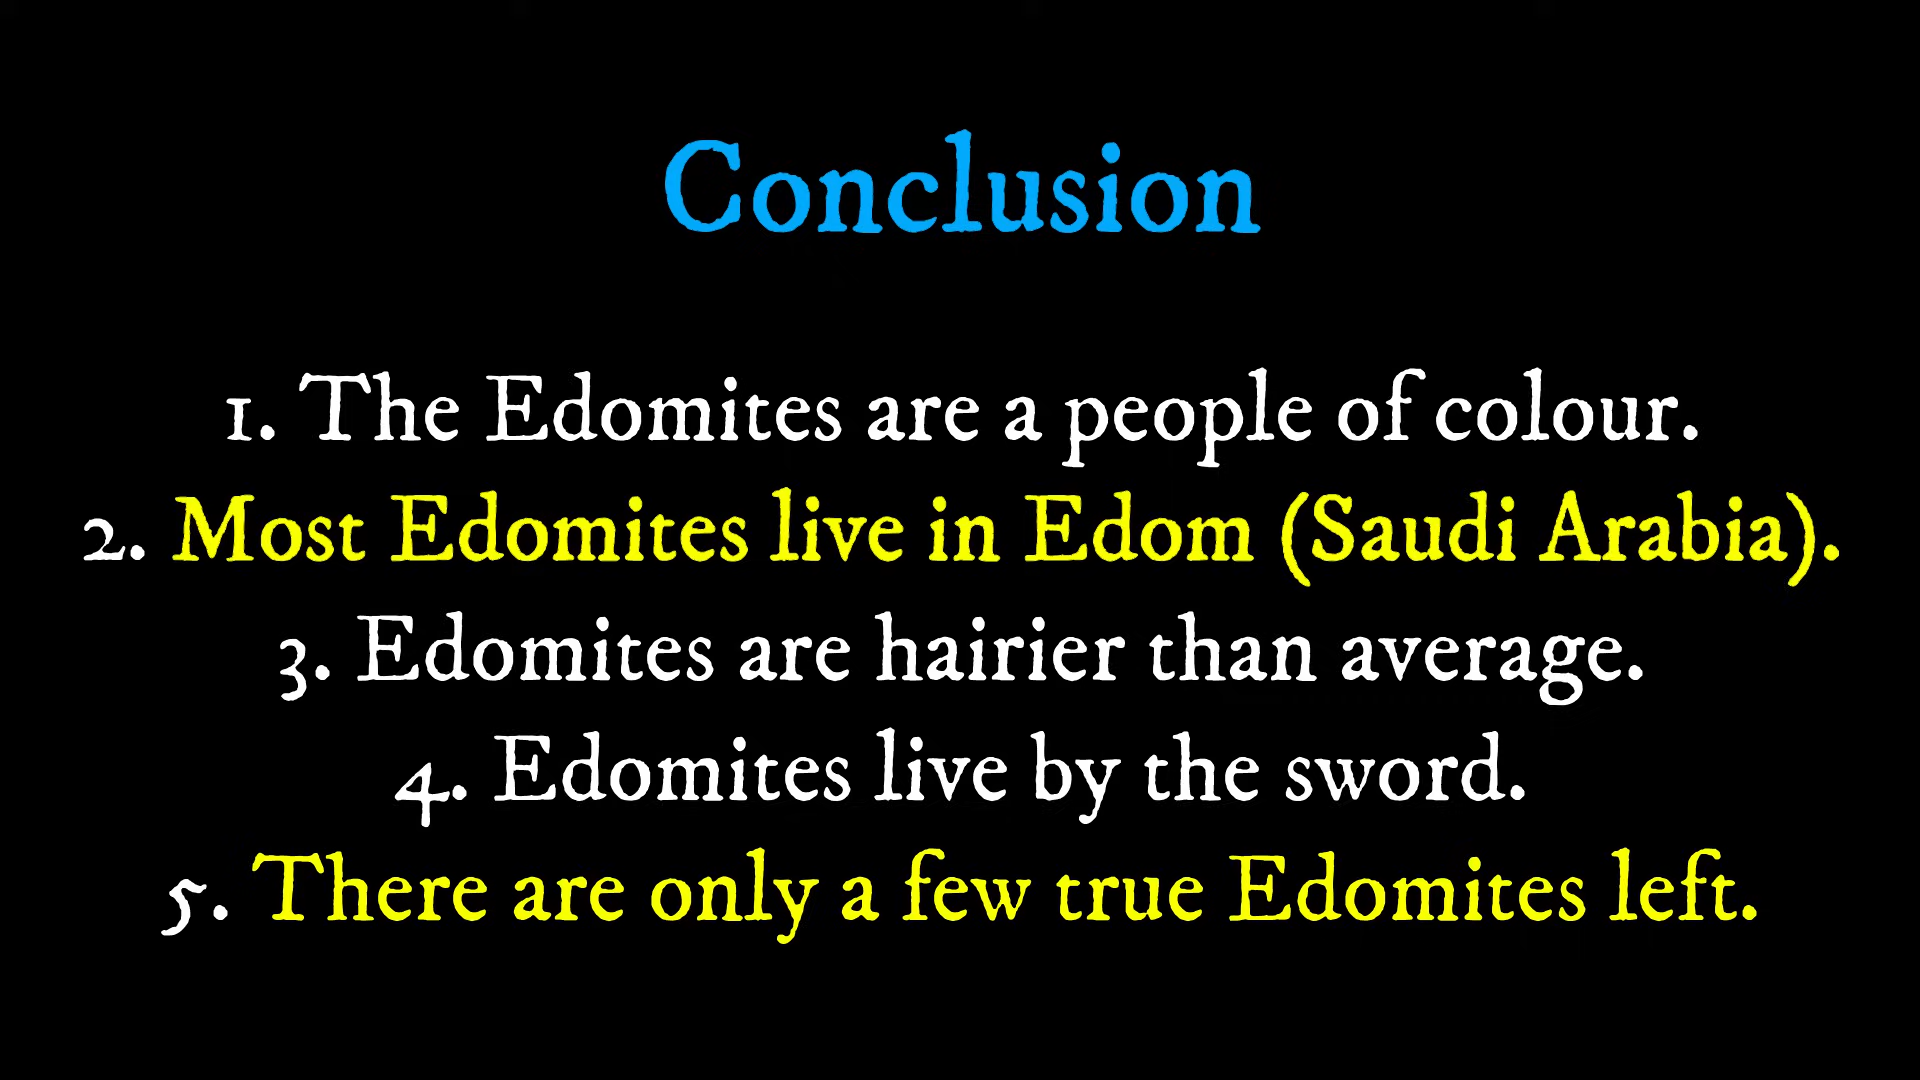 Conclusion
1. The Edomites are a people of colour.
2. Most Edomites live in Edom (Saudi Arabia).
3. Edomites are hairier than average.
4. Edomites live by the sword.
5. There are only a few true Edomites left.